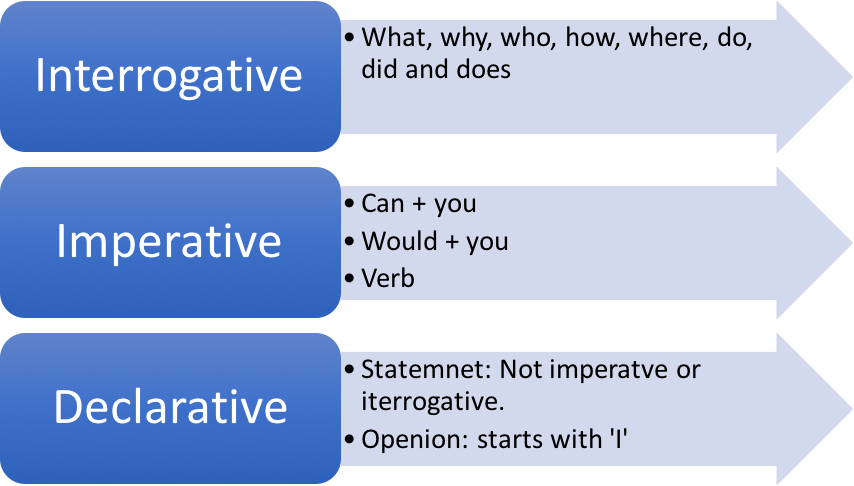 Interrogative
• What, why, who, how, where, do,
did and does
Imperative
• Can + you
• Would + you
• Verb
Declarative
• Statemnet: Not imperatve or
iterrogative.
• Openion: starts with 'I'